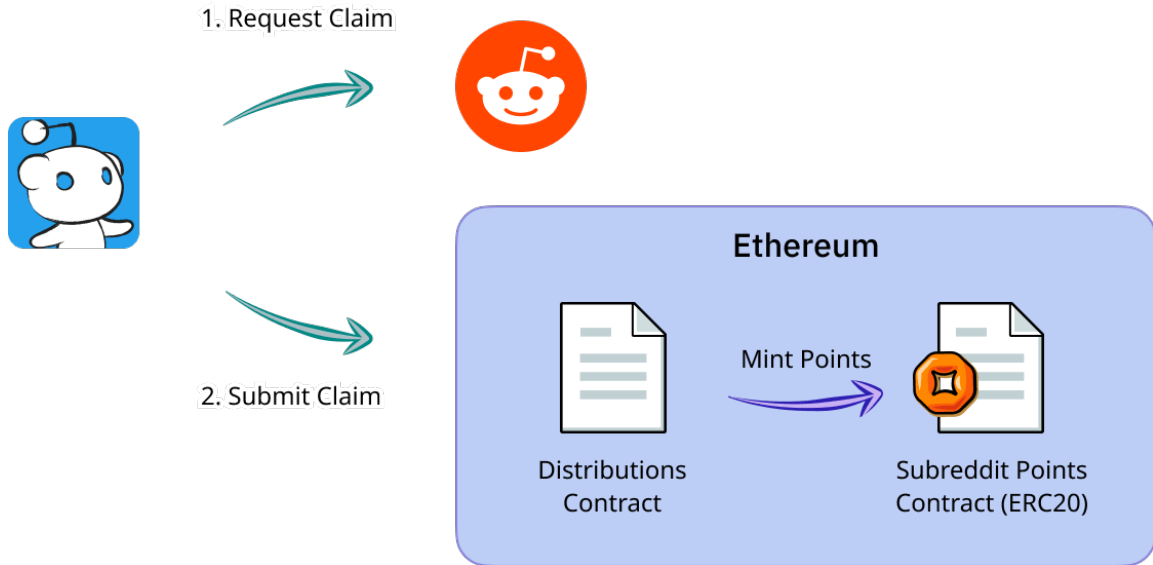 1. Request Claim
Ethereum
Mint Points
2. Submit Claim
Distributions
Contract
Subreddit Points
Contract (ERC20)